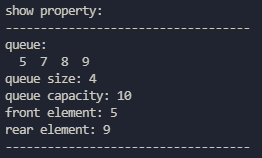 show property:
-----------------------------------
queue:
  5  7  8  9
queue size: 4
queue capacity: 10
front element: 5
rear element: 9
-----------------------------------